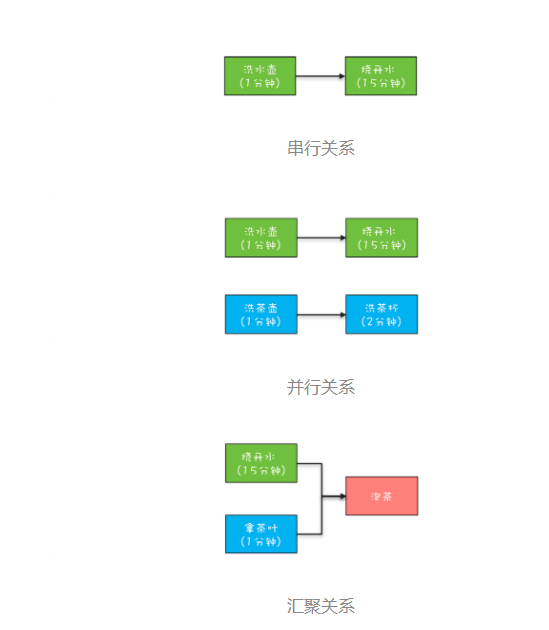 洗水壶
(1分钟)
烧开水
(15分钟)
串行关系
洗水壶
(1分钟)
烧开水
(15分钟)
洗茶壶
(1分钟)
洗茶杯
(2分钟)
并行关系
烧开水
(15分钟)
拿茶叶
(1分钟)
泡茶
汇聚关系